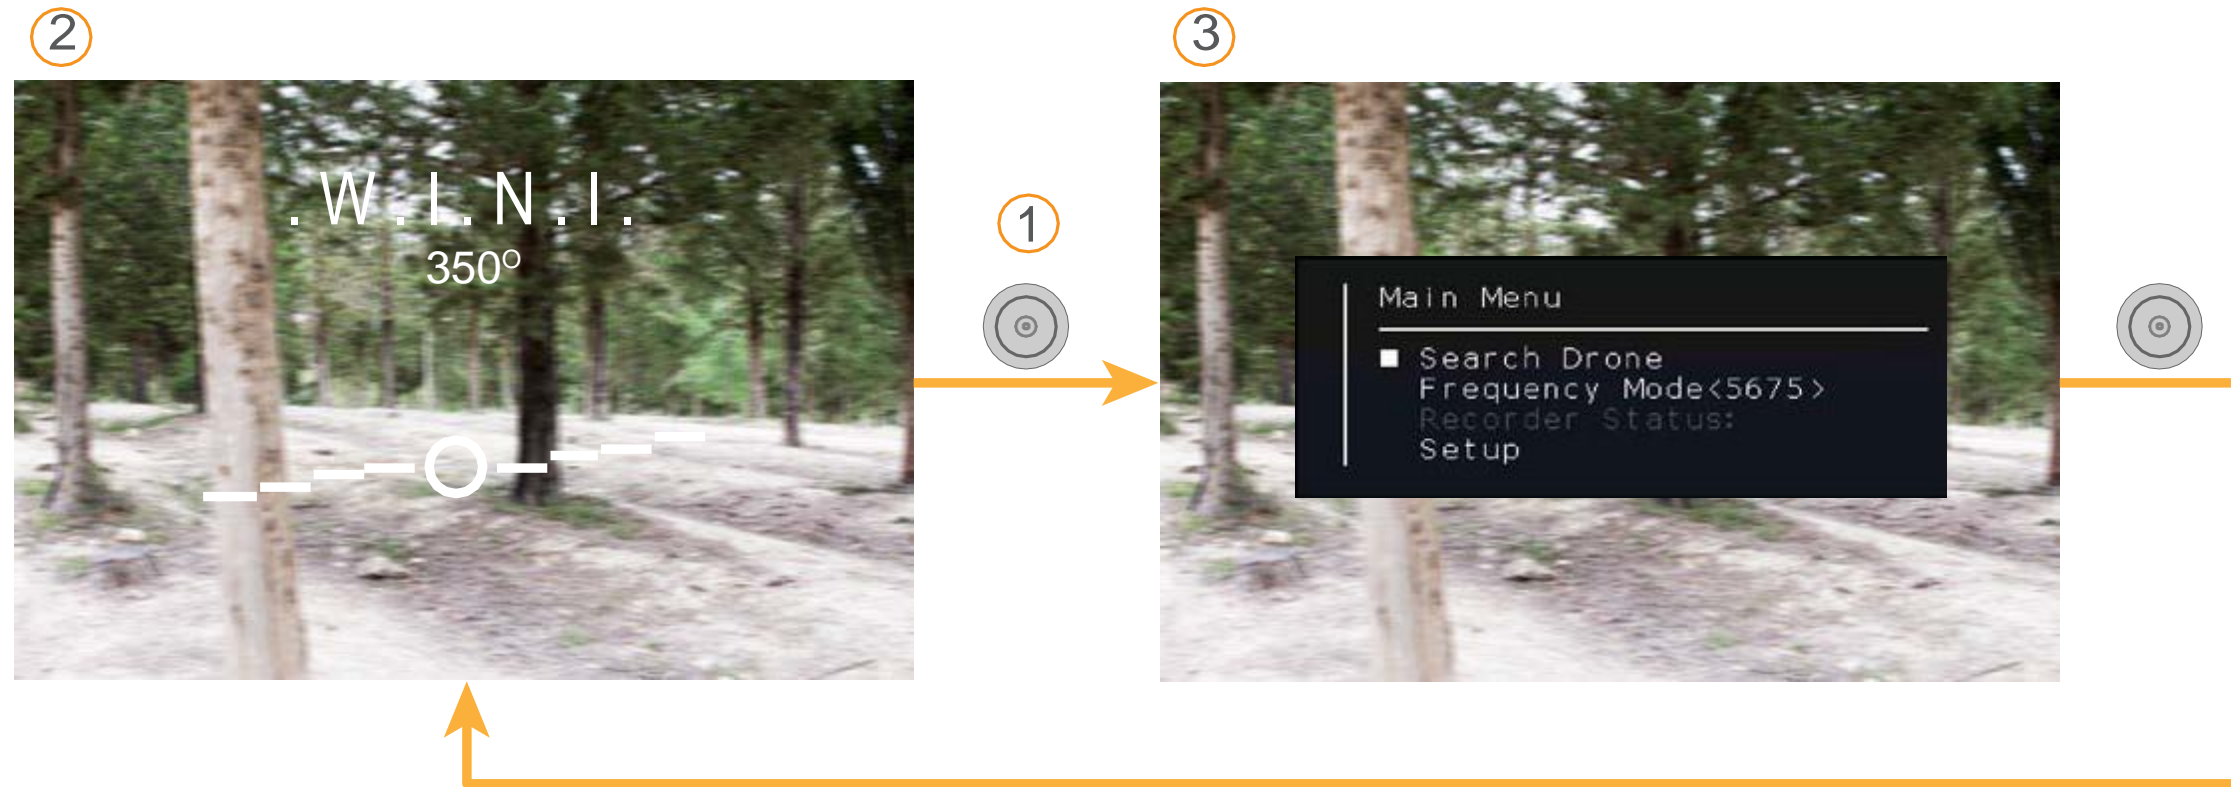 2
3
.W.I.N.I.
350°
1
Main Menu
Search Drone
Frequency Mode<5675>
Recorder Status:
Setup